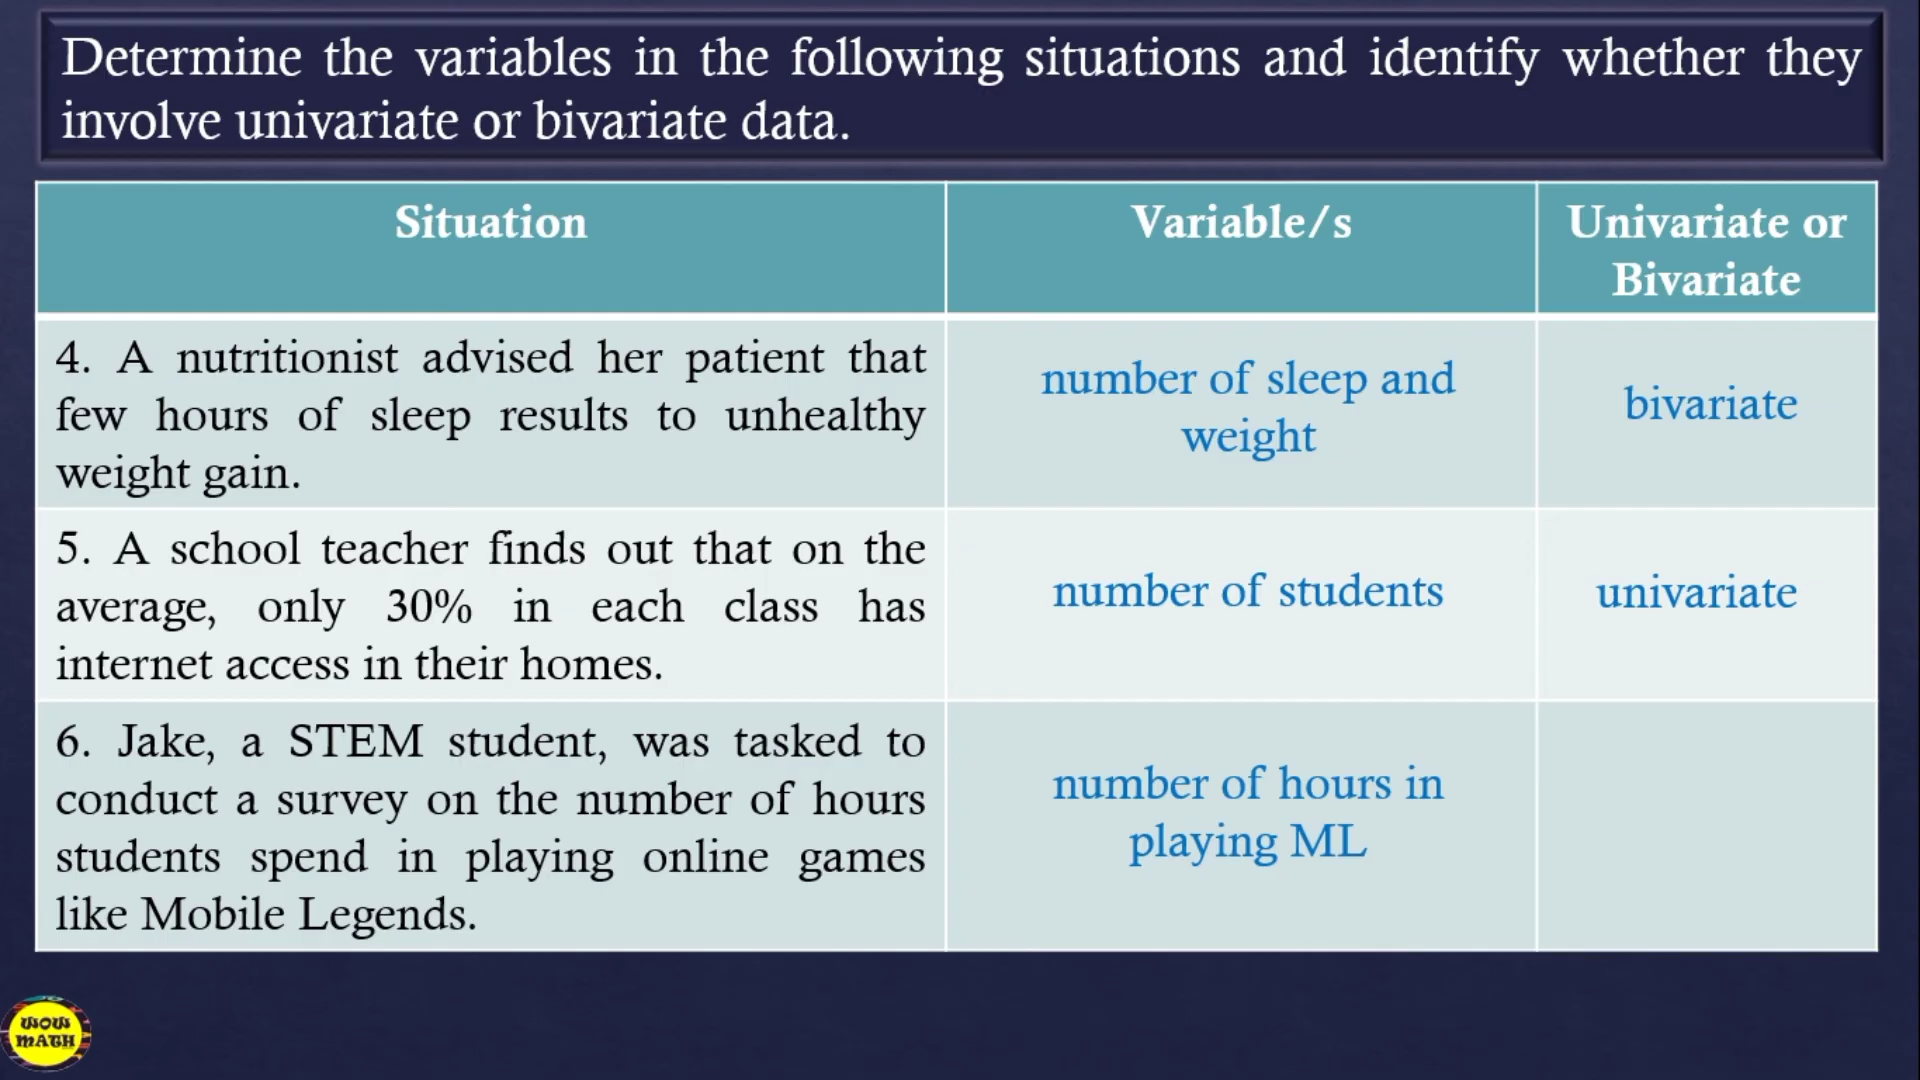 Determine the variables in the following situations and identify whether they
involve univariate or bivariate data.
Situation
Variable/s
Univariate or
Bivariate
4. A nutritionist advised her patient that
few hours of sleep results to unhealthy
weight gain.
number of sleep and
weight
bivariate
5. A school teacher finds out that on the
average, only 30% in each class has
internet access in their homes.
number of students
univariate
6. Jake, a STEM student, was tasked to
conduct a survey on the number of hours
students spend in playing online games
like Mobile Legends.
number of hours in
playing ML
WOW
MATH